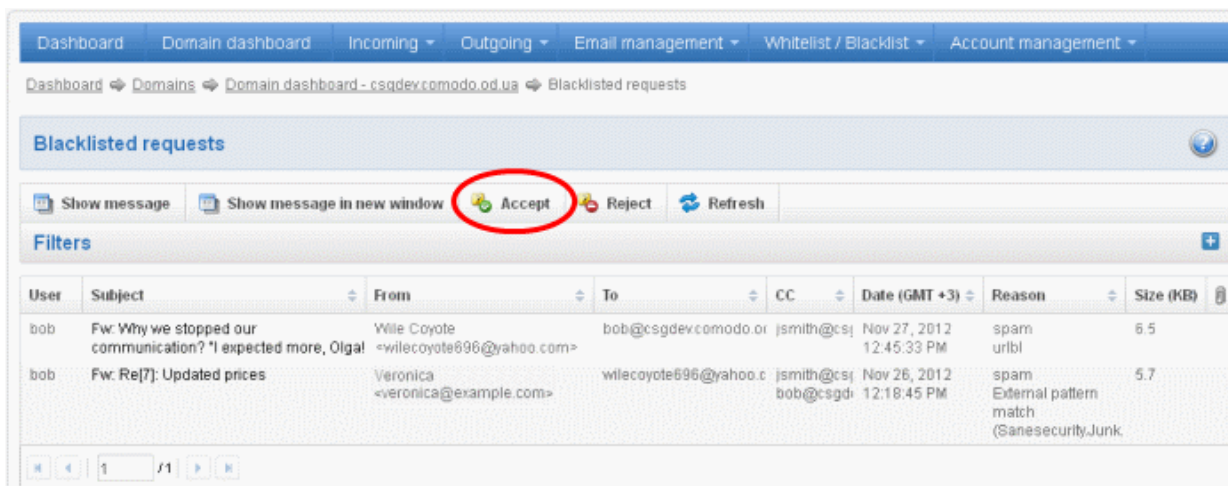 Dashboard Domain dashboard Incoming Outgoing Email management Whitelist / Blacklist Account management
Dashboard Domains Domain dashboard - csgdev.comodo.od.ua Blacklisted requests
Blacklisted requests
Show message Show message in new window Accept Reject Refresh
Filters
User Subject From To CC Date (GMT +3) Reason Size (KB)
bob Fw: Why we stopped our Wile Coyote bob@csgdev.comodo.or jsmith@csg Nov 27, 2012 spam 6.5
communication? "I expected more, Olga! <wilecoyote696@yahoo.com> 12:45:33 PM urlbl
bob Fw: Re[7]: Updated prices Veronica wilecoyote696@yahoo.c jsmith@csg Nov 26, 2012 spam 5.7
<veronica@example.com> bob@csgd 12:18:45 PM External pattern
match
(Sanesecurity.Junk.
1 /1